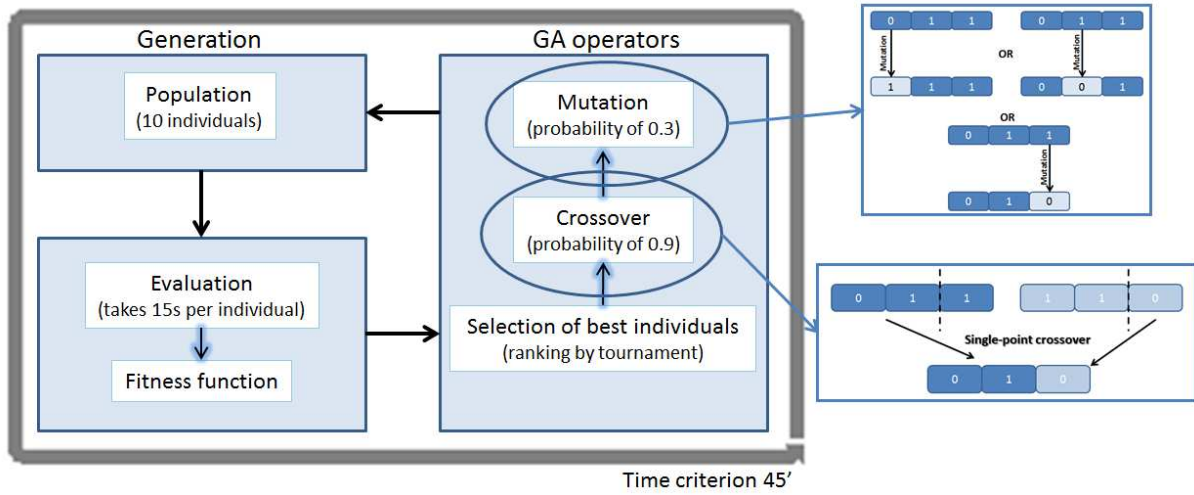 Generation
Population
(10 individuals)
Evaluation
(takes 15s per individual)
Fitness function
GA operators
Mutation
(probability of 0.3)
Crossover
(probability of 0.9)
Selection of best individuals
(ranking by tournament)
Time criterion 45’
0 1 1
0 1 1
Mutation
OR
Mutation
1 1 1
0 0 1
OR
0 1 1
Mutation
0 1 0
0 1 1
1 1 0
Single-point crossover
0 1 0